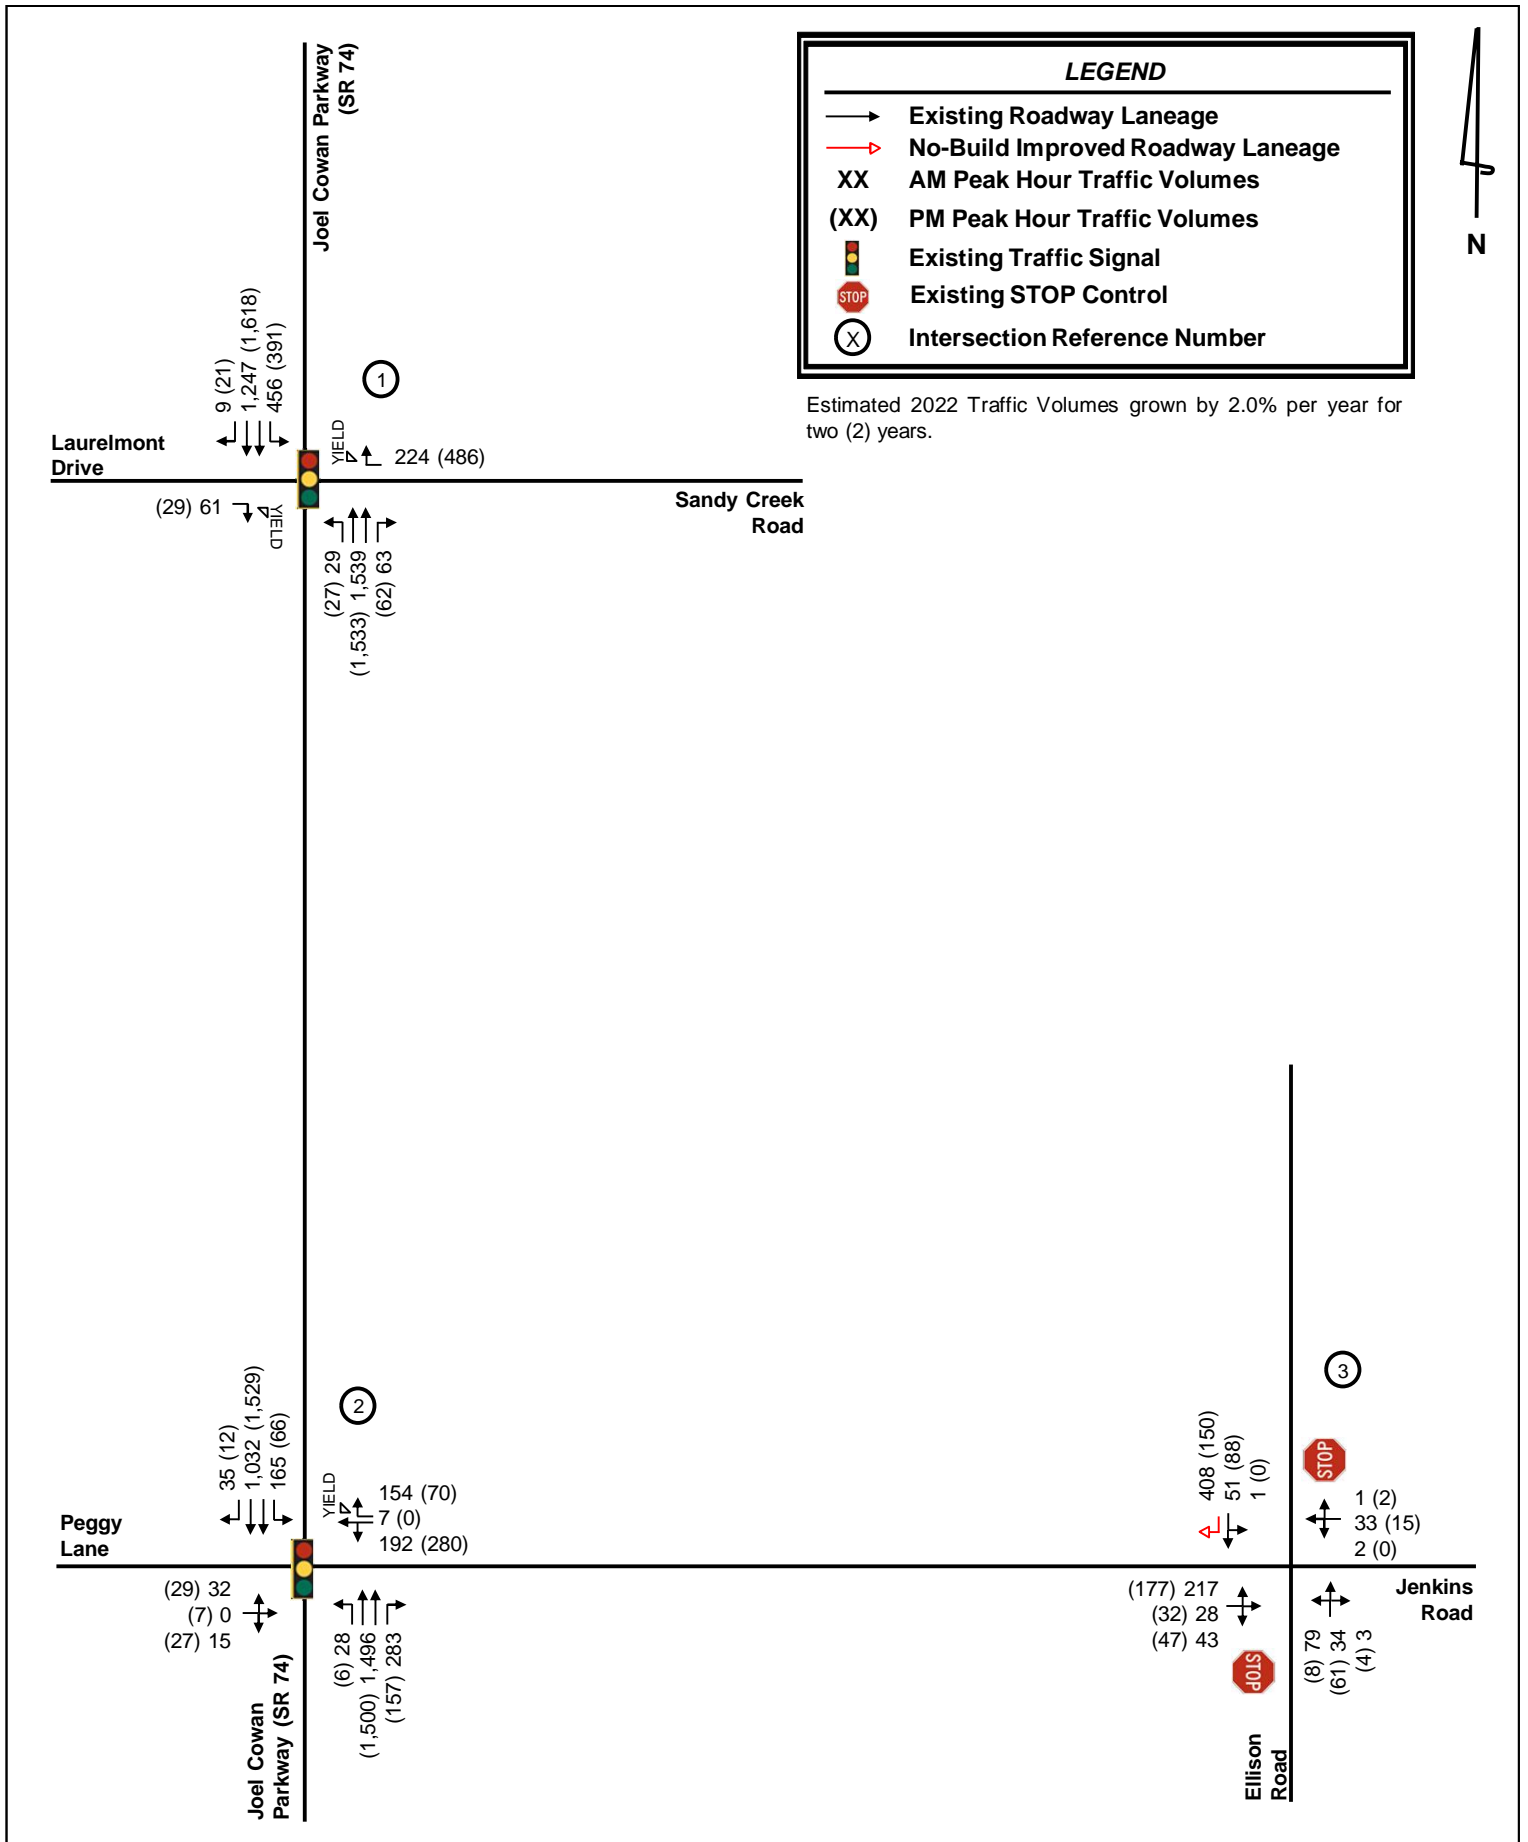 Joel Cowan Parkway
(SR 74)
LEGEND
Existing Roadway Laneage
No-Build Improved Roadway Laneage
XX AM Peak Hour Traffic Volumes
(XX) PM Peak Hour Traffic Volumes
Existing Traffic Signal
STOP Existing STOP Control
X Intersection Reference Number
N
Estimated 2022 Traffic Volumes grown by 2.0% per year for
two (2) years.
9 (21)
1,247 (1,618)
456 (391)
1
Laurelmont
Drive
YIELD
224 (486)
(29) 61
YIELD
Sandy Creek
Road
(27) 29
(1,533) 1,539
(62) 63
35 (12)
1,032 (1,529)
165 (66)
2
YIELD
154 (70)
7 (0)
192 (280)
Peggy
Lane
(29) 32
(7) 0
(27) 15
(6) 28
(1,500) 1,496
(157) 283
Joel Cowan
Parkway (SR 74)
3
408 (150)
51 (88)
1 (0)
STOP
1 (2)
33 (15)
2 (0)
Jenkins
Road
(177) 217
(32) 28
(47) 43
STOP
(8) 79
(61) 34
(4) 3
Ellison
Road